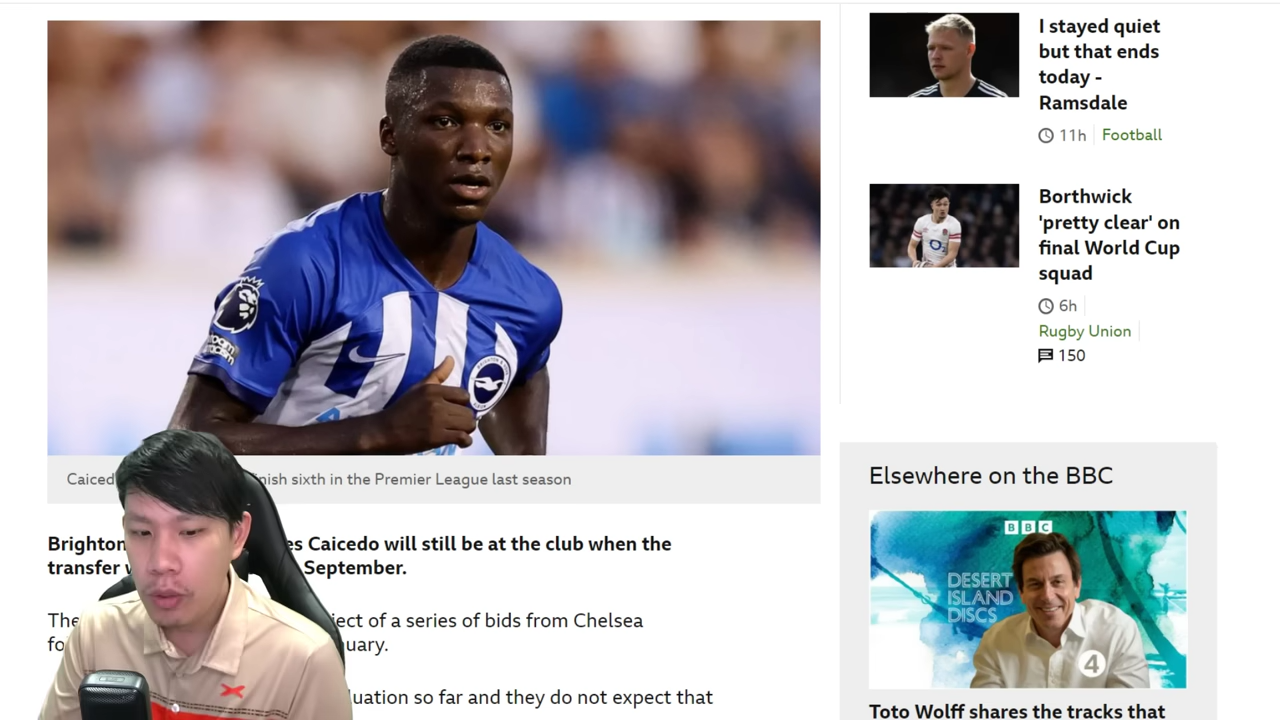 Caiced nish sixth in the Premier League last season
Brighton es Caicedo will still be at the club when the
transfer September.
The ject of a series of bids from Chelsea
fo uary.
luation so far and they do not expect that
I stayed quiet
but that ends
today -
Ramsdale
11h Football
Borthwick
'pretty clear' on
final World Cup
squad
6h
Rugby Union
150
Elsewhere on the BBC
BBC
DESERT
ISLAND
DISCS
4
Toto Wolff shares the tracks that